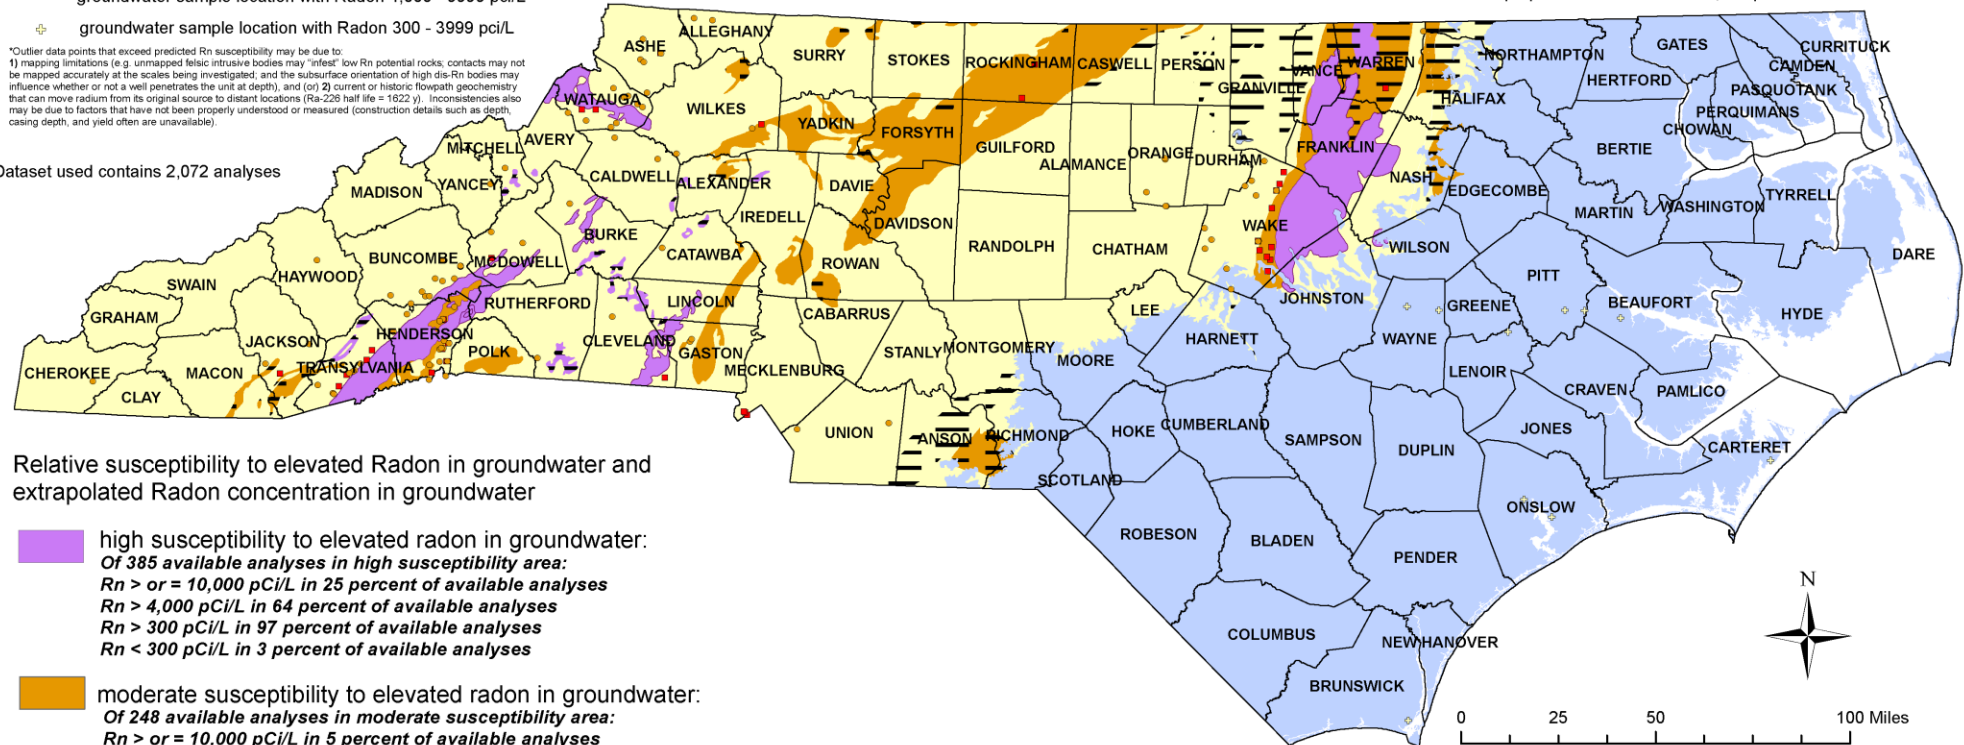 groundwater sample location with Radon 300 - 3999 pci/L
*Outlier data points that exceed predicted Rn susceptibility may be due to:
1) mapping limitations (e.g. unmapped felsic intrusive bodies may "infest" low Rn potential rocks; contacts may not
be mapped accurately at the scales being investigated; and the subsurface orientation of high dis-Rn bodies may
influence whether or not a well penetrates the unit at depth), and (or) 2) current or historic flowpath geochemistry
that can move radium from its original source to distant locations (Ra-226 half life = 1622 y). Inconsistencies also
may be due to factors that have not been properly understood or measured (construction details such as depth,
casing depth, and yield often are unavailable).
Dataset used contains 2,072 analyses
ASHE
ALLEGHANY
SURRY
STOKES
ROCKINGHAM
CASWELL
PERSON
GRANVILLE
VANCE
WARREN
NORTHAMPTON
GATES
CURRITUCK
CAMDEN
HERTFORD
PASQUOTANK
PERQUIMANS
CHOWAN
HALIFAX
WATAUGA
WILKES
YADKIN
FORSYTH
GUILFORD
ALAMANCE
ORANGE
DURHAM
FRANKLIN
NASH
BERTIE
MITCHELL
AVERY
MADISON
YANCEY
CALDWELL
ALEXANDER
DAVIE
IREDELL
DAVIDSON
RANDOLPH
CHATHAM
WAKE
EDGECOMBE
MARTIN
WASHINGTON
TYRRELL
DARE
BUNCOMBE
MCDOWELL
BURKE
CATAWBA
ROWAN
WILSON
PITT
BEAUFORT
HYDE
SWAIN
HAYWOOD
RUTHERFORD
LINCOLN
CABARRUS
LEE
JOHNSTON
GREENE
GRAHAM
JACKSON
HENDERSON
POLK
CLEVELAND
GASTON
MECKLENBURG
STANLY
MONTGOMERY
MOORE
HARNETT
WAYNE
LENOIR
CRAVEN
PAMLICO
CHEROKEE
MACON
TRANSYLVANIA
CLAY
UNION
ANSON
RICHMOND
HOKE
CUMBERLAND
SAMPSON
DUPLIN
JONES
CARTERET
SCOTLAND
ROBESON
BLADEN
PENDER
ONSLOW
COLUMBUS
NEW HANOVER
BRUNSWICK
Relative susceptibility to elevated Radon in groundwater and
extrapolated Radon concentration in groundwater
high susceptibility to elevated radon in groundwater:
Of 385 available analyses in high susceptibility area:
Rn > or = 10,000 pCi/L in 25 percent of available analyses
Rn > 4,000 pCi/L in 64 percent of available analyses
Rn > 300 pCi/L in 97 percent of available analyses
Rn < 300 pCi/L in 3 percent of available analyses
moderate susceptibility to elevated radon in groundwater:
Of 248 available analyses in moderate susceptibility area:
Rn > or = 10,000 pCi/L in 5 percent of available analyses
N
0 25 50 100 Miles